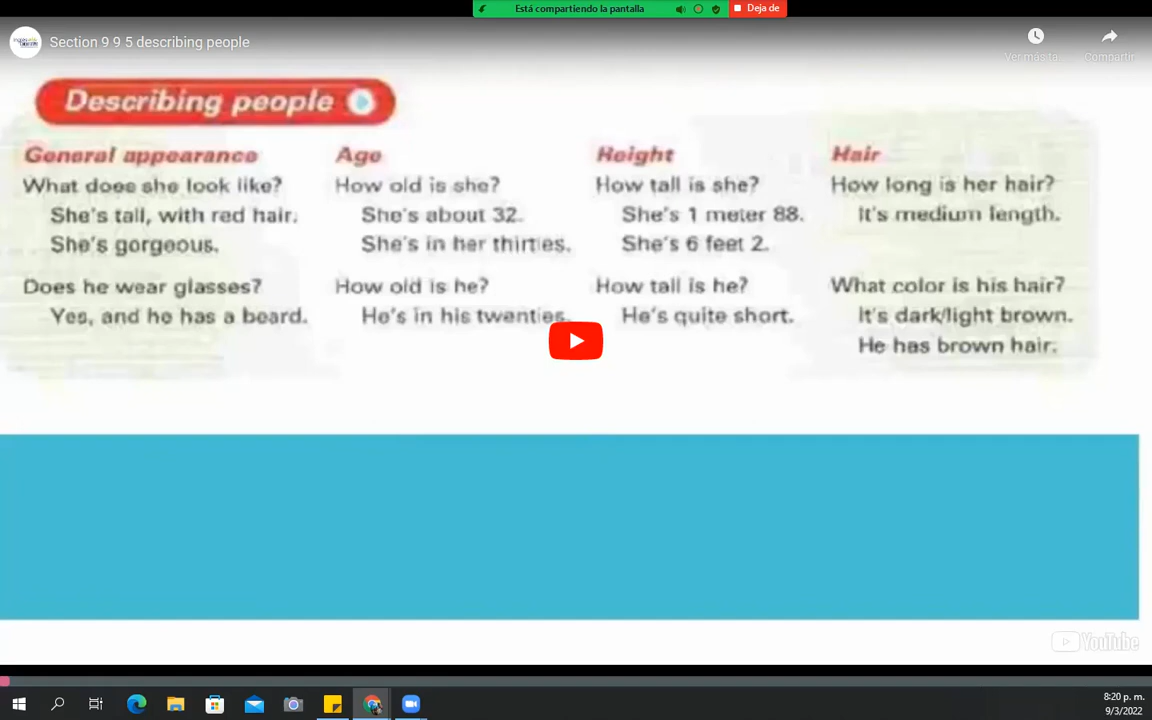 Está compartiendo la pantalla
Deja de
Section 9 9 5 describing people
Ver más ta...
Compartir
Describing people
General appearance
What does she look like?
She's tall, with red hair.
She's gorgeous.
Does he wear glasses?
Yes, and he has a beard.
Age
How old is she?
She's about 32.
She's in her thirties.
How old is he?
He's in his twenties.
Height
How tall is she?
She's 1 meter 88.
She's 6 feet 2.
How tall is he?
He's quite short.
Hair
How long is her hair?
It's medium length.
What color is his hair?
It's dark/light brown.
He has brown hair.
YouTube
8:20 p. m.
9/3/2022